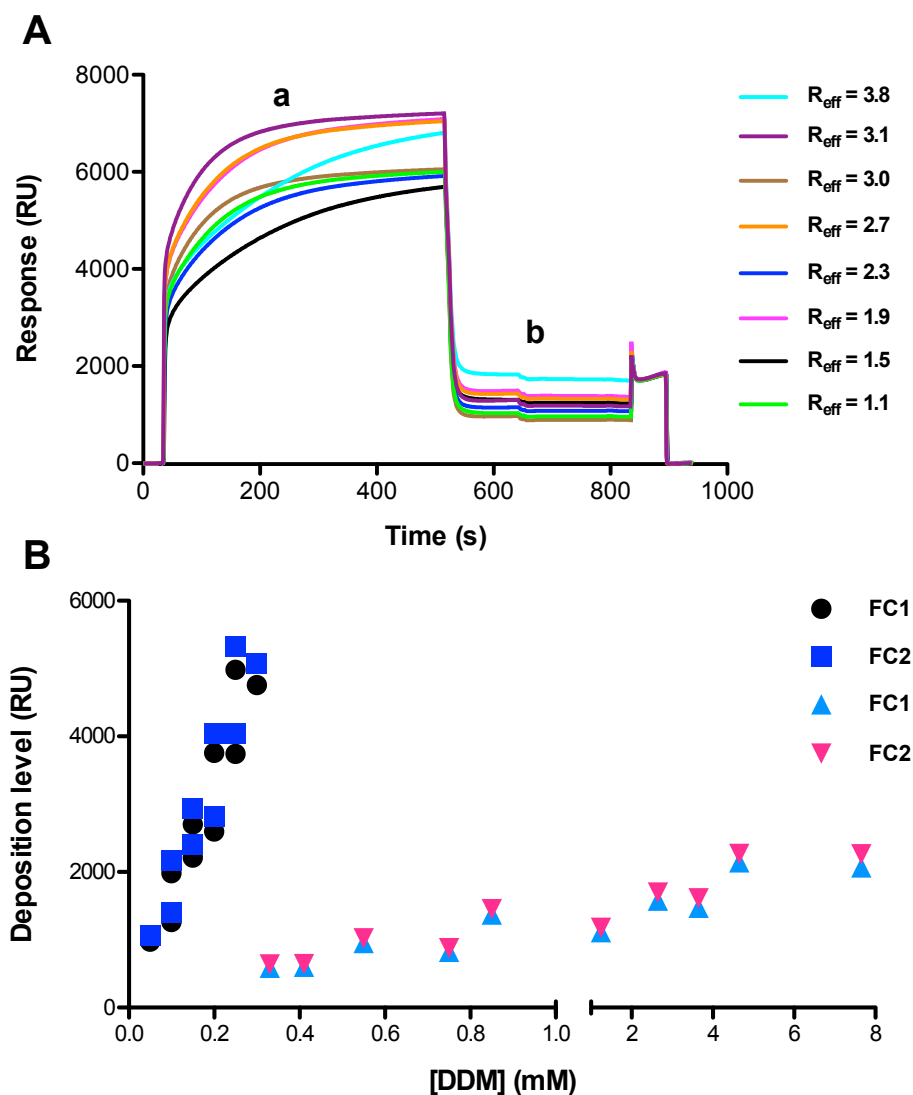 A
8000
6000
4000
2000
0
Response (RU)
a
b
0 200 400 600 800 1000
Time (s)
Reff = 3.8
Reff = 3.1
Reff = 3.0
Reff = 2.7
Reff = 2.3
Reff = 1.9
Reff = 1.5
Reff = 1.1
B
6000
4000
2000
0
Deposition level (RU)
0.0 0.2 0.4 0.6 0.8 1.0 2 4 6 8
[DDM] (mM)
FC1
FC2
FC1
FC2